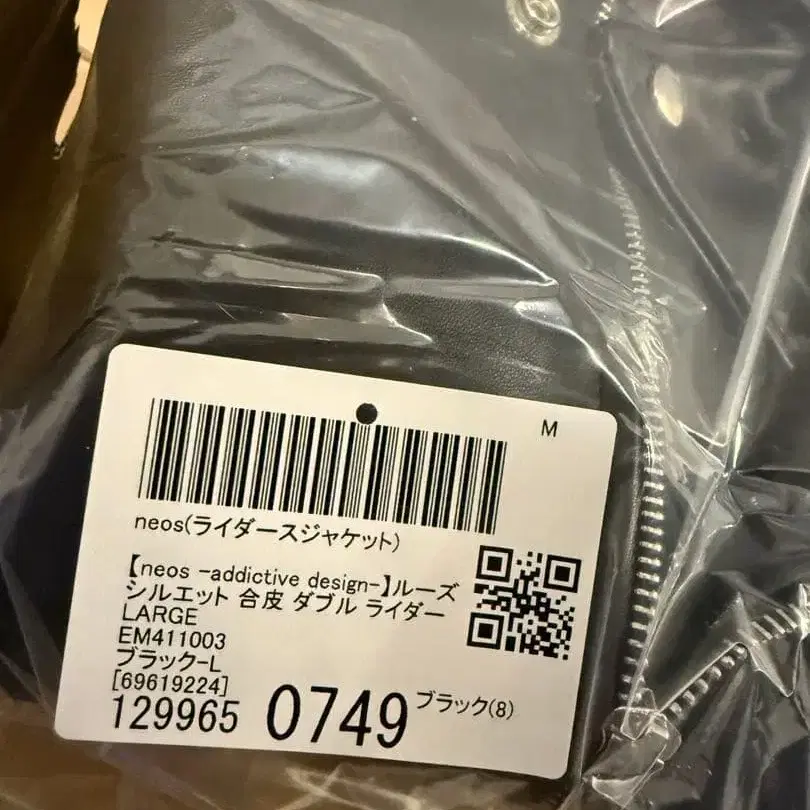 M
neos(ライダースジャケット)
【neos -addictive design-】ルーズ
シルエット 合皮 ダブル ライダー
LARGE
EM411003
ブラック-L
[69619224]
129965 0749 ブラック(8)